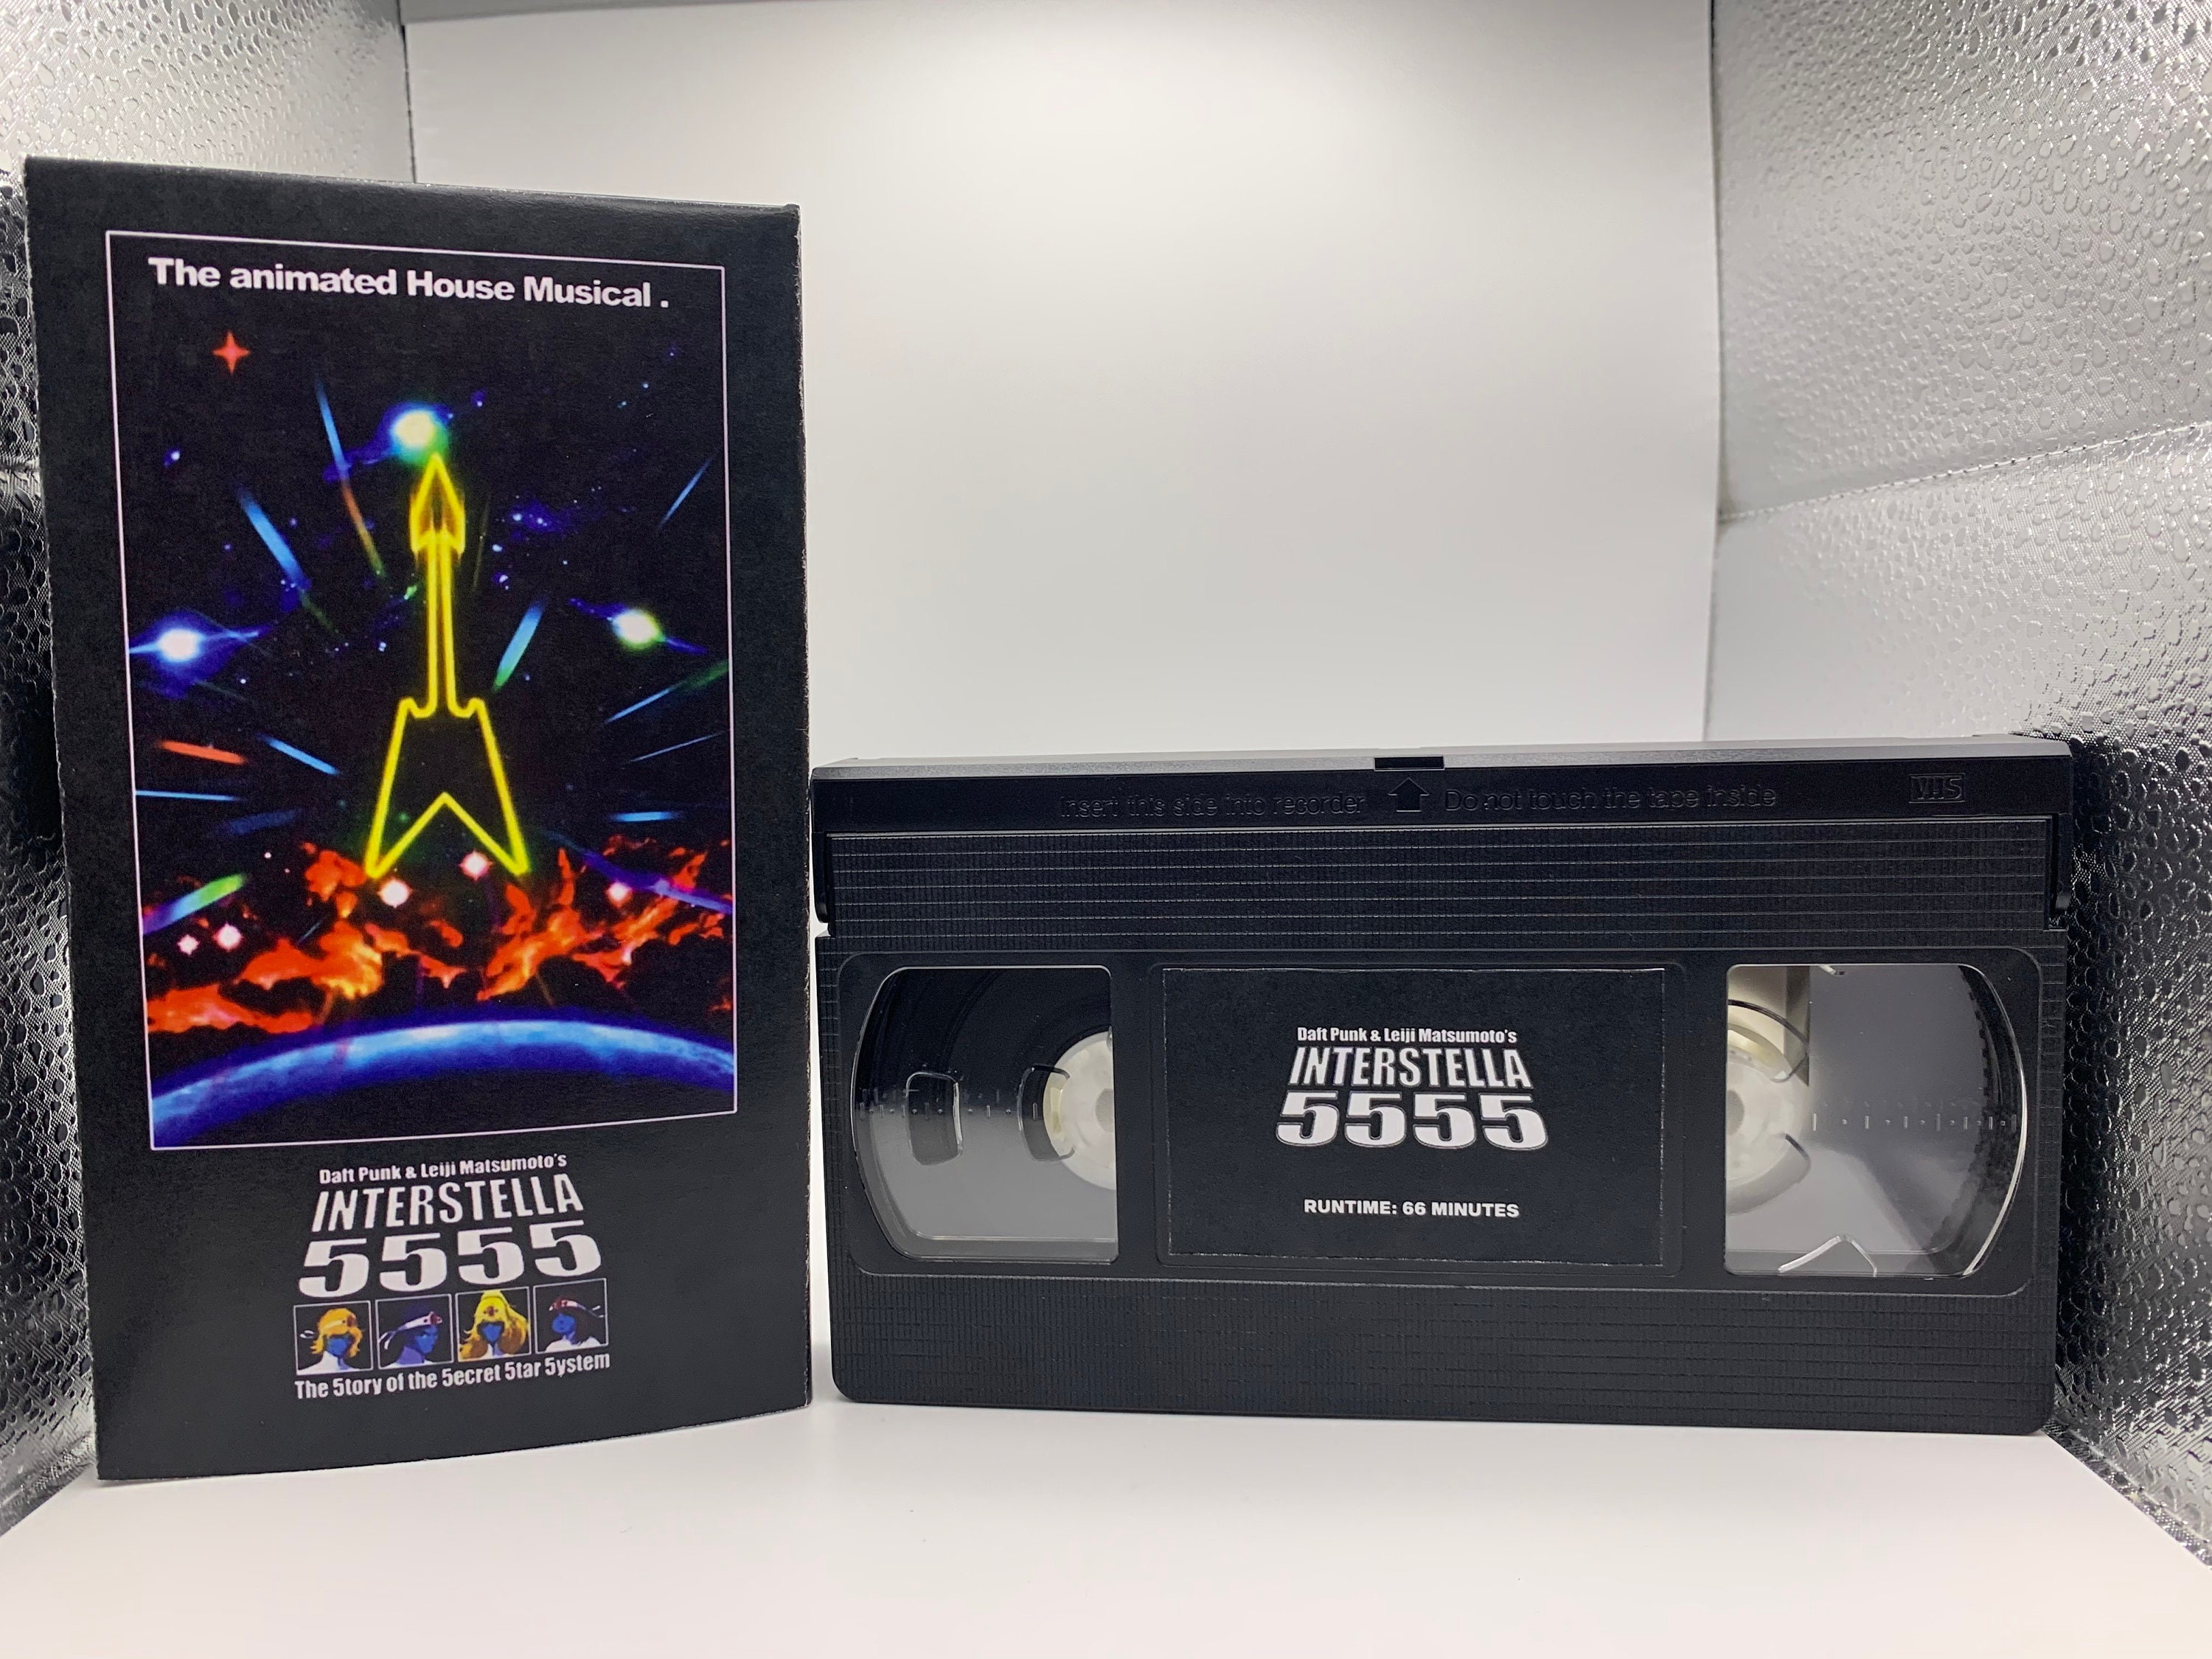 The animated House Musical .
Daft Punk & Leiji Matsumoto's
INTERSTELLA
5555
The 5tory of the 5ecret 5tar 5ystem
Insert this side into recorder Do not touch the tape inside VHS
Daft Punk & Leiji Matsumoto's
INTERSTELLA
5555
RUNTIME: 66 MINUTES